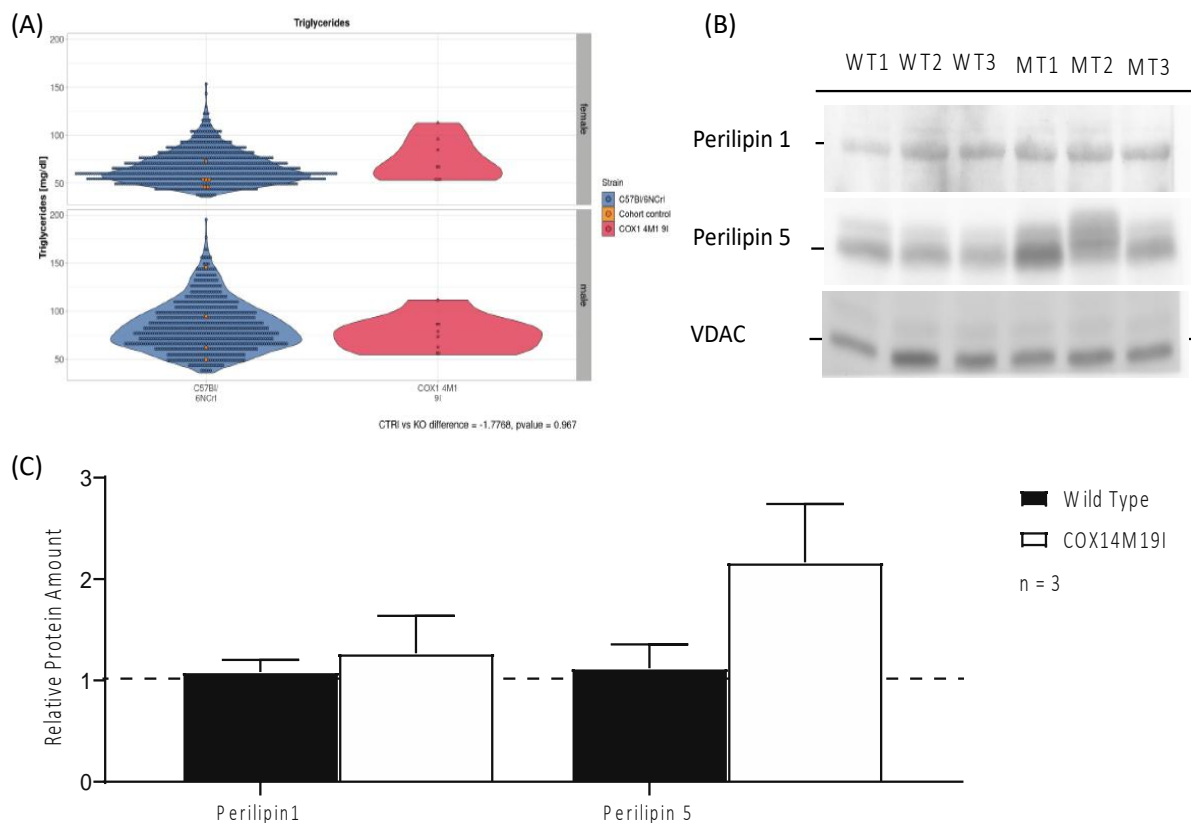 (A)
Triglycerides
200
150
100
50
female
200
150
100
50
male
Triglycerides [mg/dl]
C57Bl/
6NCrl
COX1 4M1
9I
Strain
C57Bl/6NCrl
Cohort control
COX1 4M1 9I
CTRl vs KO difference = -1.7768, pvalue = 0.967
(B)
WT1 WT2 WT3 MT1 MT2 MT3
Perilipin 1
Perilipin 5
VDAC
(C)
Relative Protein Amount
3
2
1
0
Perilipin1
Perilipin 5
Wild Type
COX14M19I
n = 3